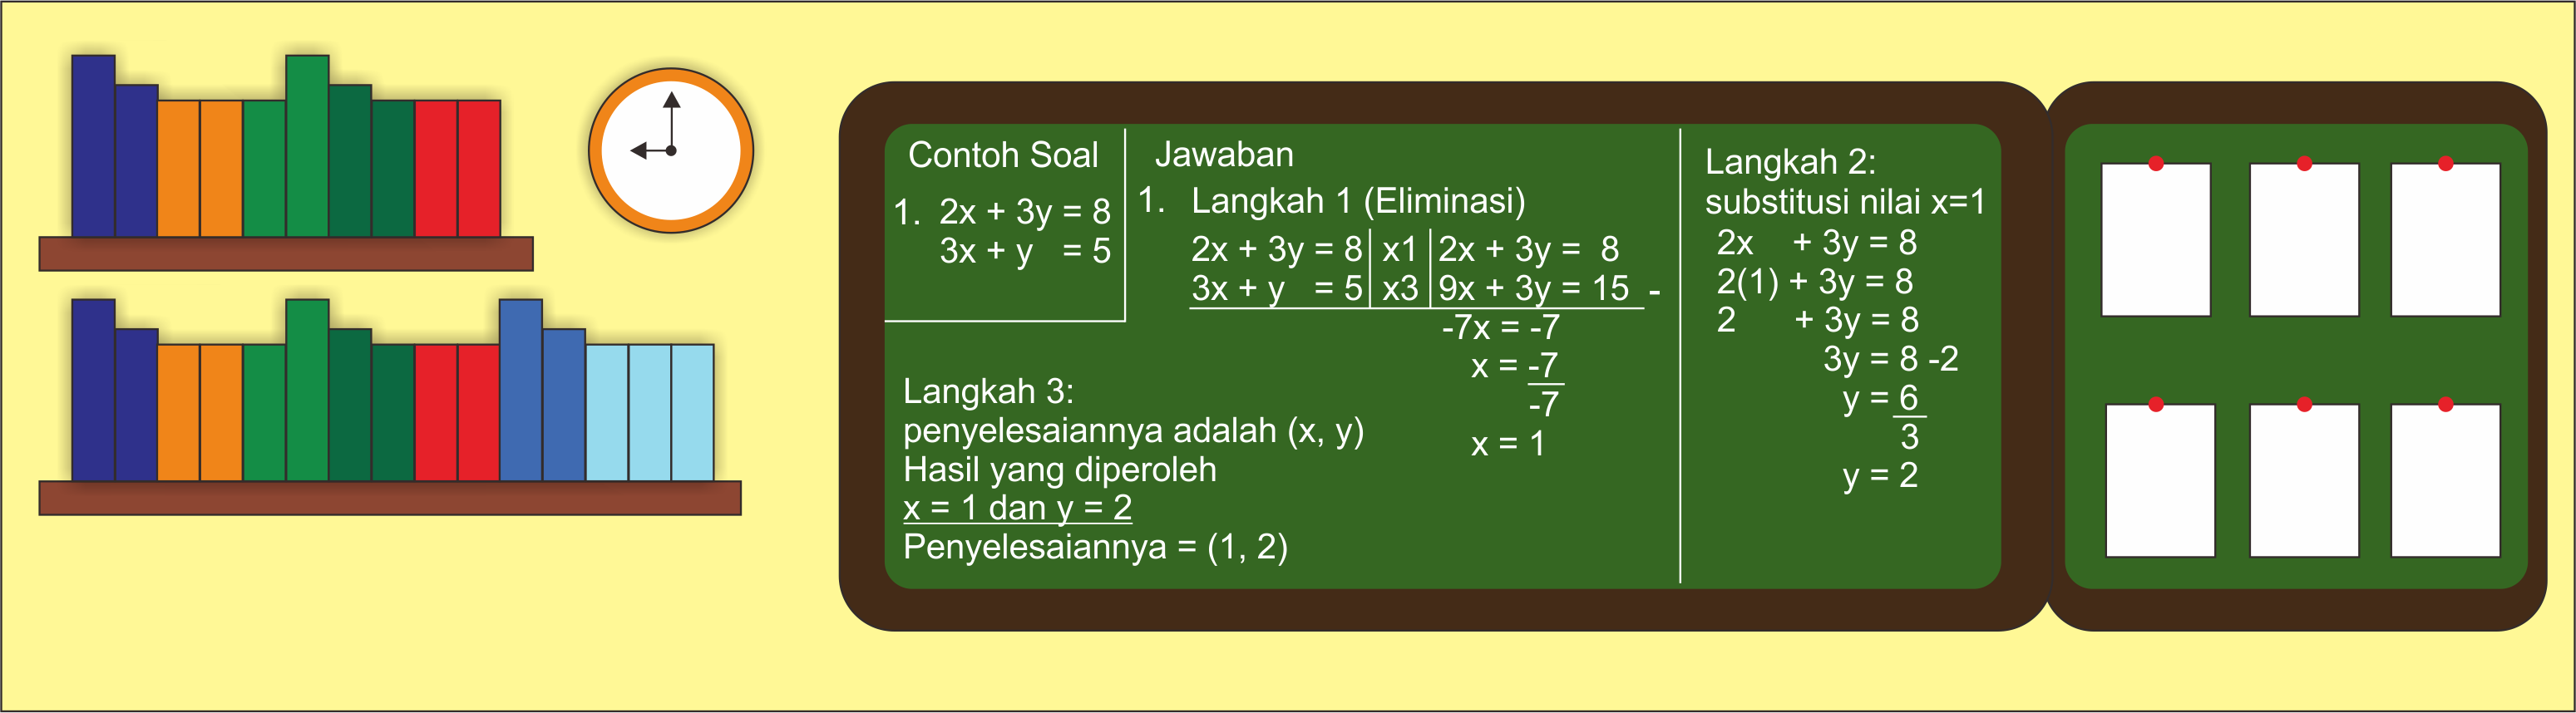 Contoh Soal
1. 2x + 3y = 8
3x + y = 5
Jawaban
1. Langkah 1 (Eliminasi)
2x + 3y = 8 x1 2x + 3y = 8
3x + y = 5 x3 9x + 3y = 15 -
-7x = -7
x = -7
-7
x = 1
Langkah 2:
substitusi nilai x=1
2x + 3y = 8
2(1) + 3y = 8
2 + 3y = 8
3y = 8 -2
y = 6
3
y = 2
Langkah 3:
penyelesaiannya adalah (x, y)
Hasil yang diperoleh
x = 1 dan y = 2
Penyelesaiannya = (1, 2)